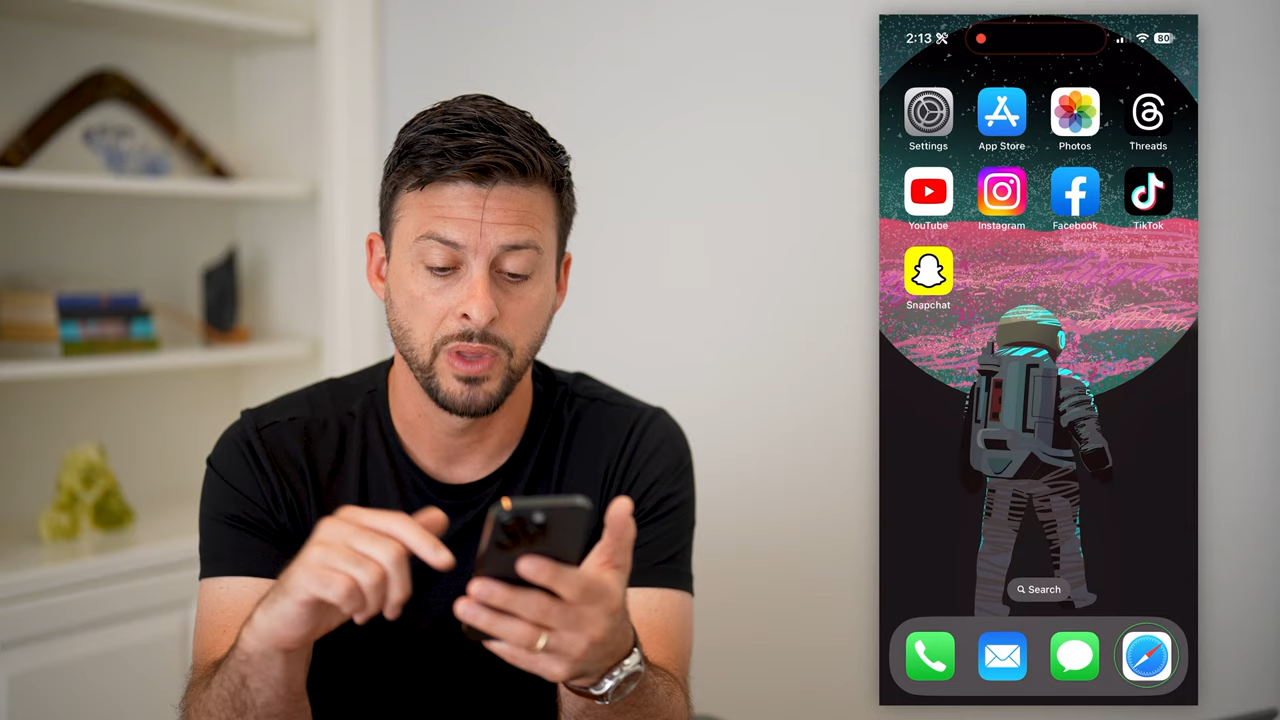 2:13
80
Settings App Store Photos Threads
YouTube Instagram Facebook TikTok
Snapchat
Search